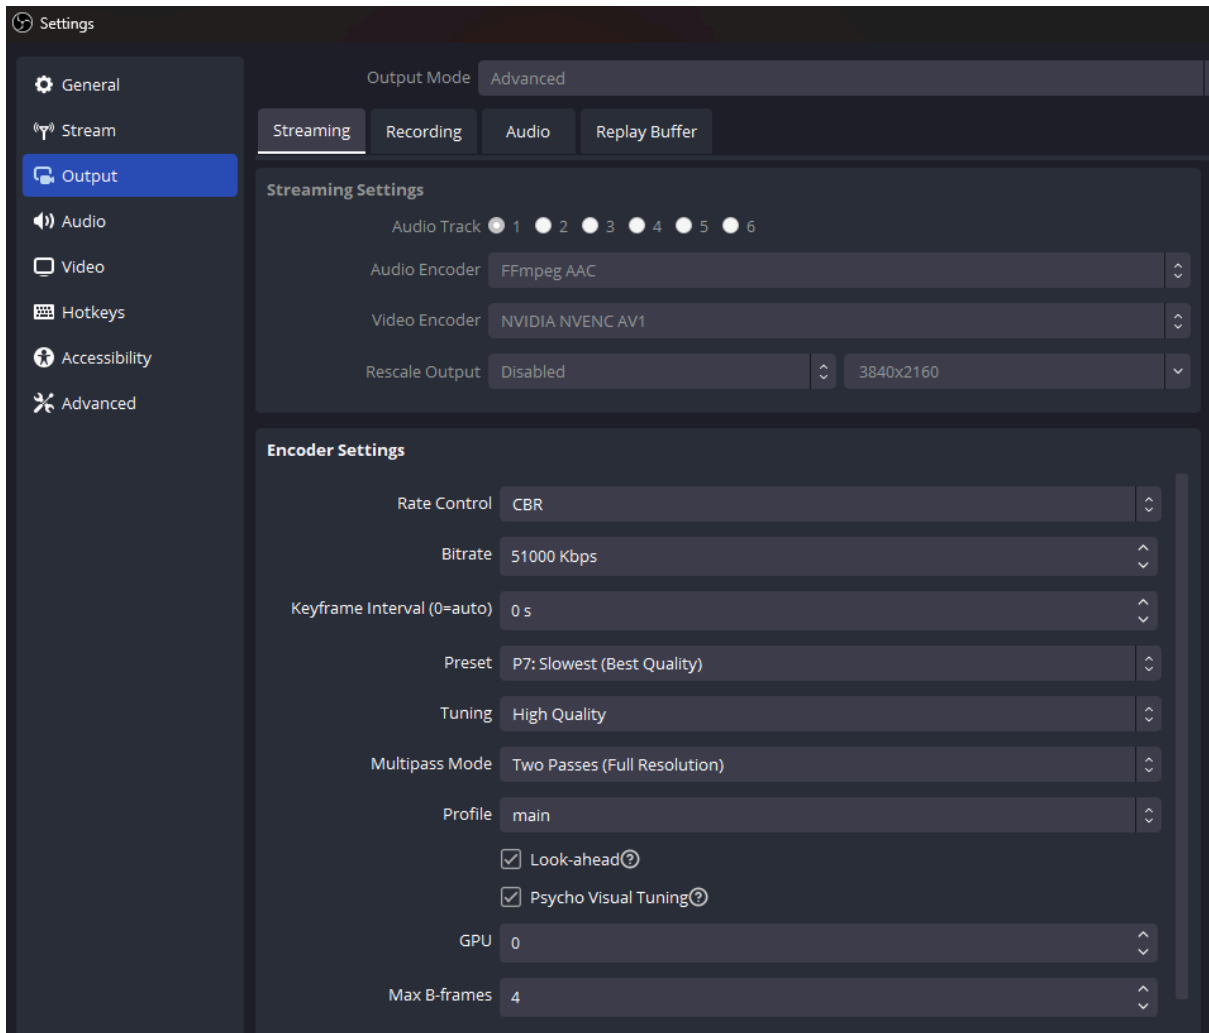 Settings
General
Stream
Output
Audio
Video
Hotkeys
Accessibility
Advanced
Output Mode Advanced
Streaming Recording Audio Replay Buffer
Streaming Settings
Audio Track 1 2 3 4 5 6
Audio Encoder FFmpeg AAC
Video Encoder NVIDIA NVENC AV1
Rescale Output Disabled 3840x2160
Encoder Settings
Rate Control CBR
Bitrate 51000 Kbps
Keyframe Interval (0=auto) 0 s
Preset P7: Slowest (Best Quality)
Tuning High Quality
Multipass Mode Two Passes (Full Resolution)
Profile main
Look-ahead?
Psycho Visual Tuning?
GPU 0
Max B-frames 4